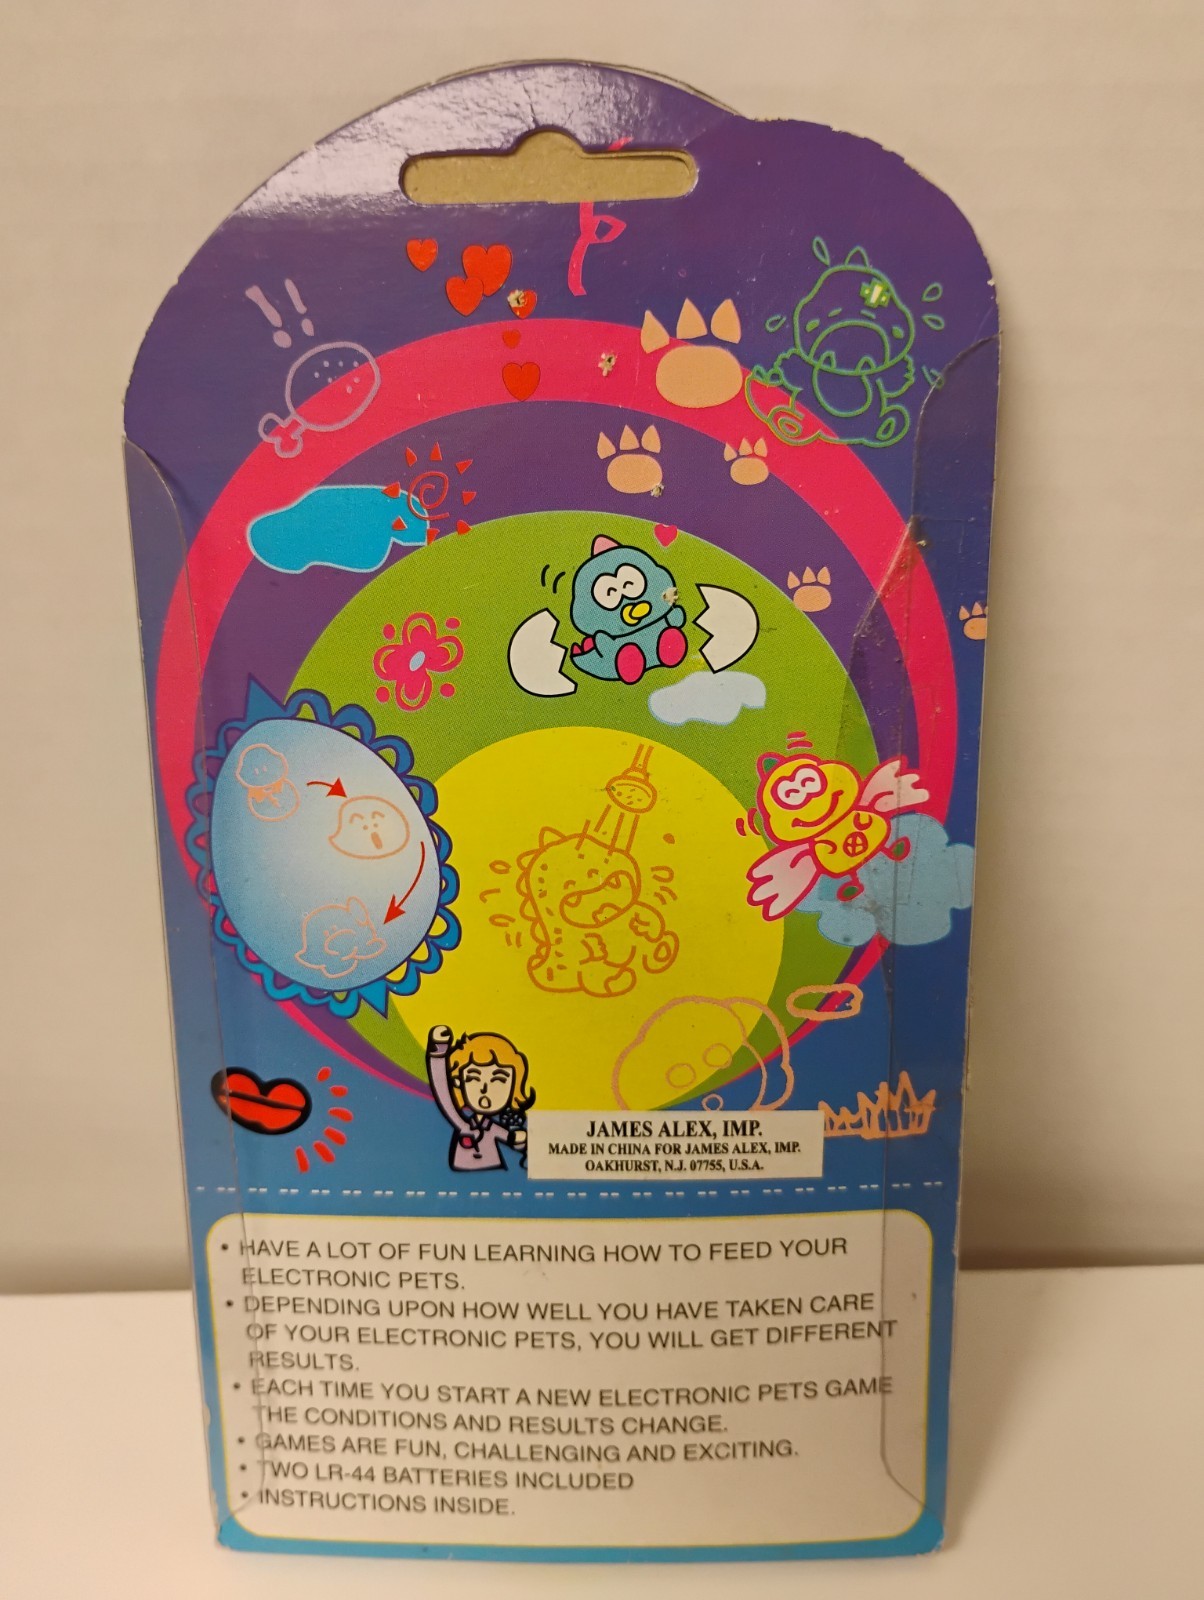 JAMES ALEX, IMP.
MADE IN CHINA FOR JAMES ALEX, IMP.
OAKHURST, N.J. 07755, U.S.A.
• HAVE A LOT OF FUN LEARNING HOW TO FEED YOUR
ELECTRONIC PETS.
• DEPENDING UPON HOW WELL YOU HAVE TAKEN CARE
OF YOUR ELECTRONIC PETS, YOU WILL GET DIFFERENT
RESULTS.
• EACH TIME YOU START A NEW ELECTRONIC PETS GAME
THE CONDITIONS AND RESULTS CHANGE.
• GAMES ARE FUN, CHALLENGING AND EXCITING.
• TWO LR-44 BATTERIES INCLUDED
• INSTRUCTIONS INSIDE.